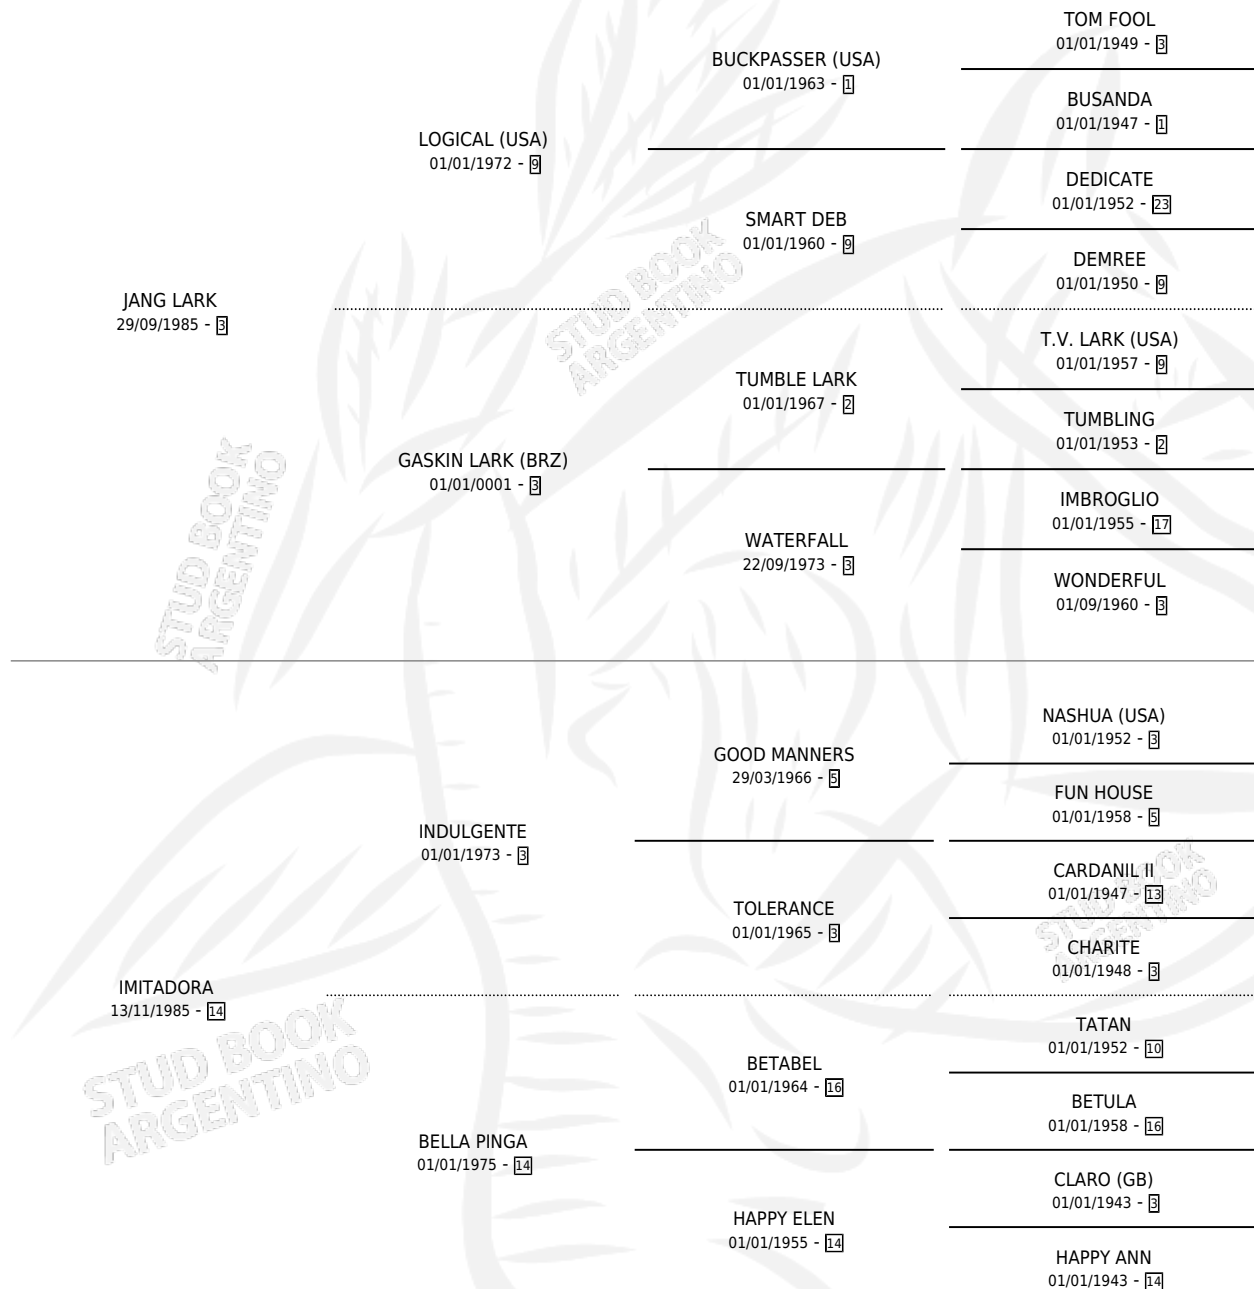 TOM FOOL
01/01/1949 - 3
BUCKPASSER (USA)
01/01/1963 - 1
BUSANDA
01/01/1947 - 1
LOGICAL (USA)
01/01/1972 - 9
DEDICATE
01/01/1952 - 23
SMART DEB
01/01/1960 - 9
DEMREE
01/01/1950 - 9
JANG LARK
29/09/1985 - 3
T.V. LARK (USA)
01/01/1957 - 9
TUMBLE LARK
01/01/1967 - 2
TUMBLING
01/01/1953 - 2
GASKIN LARK (BRZ)
01/01/0001 - 3
IMBROGLIO
01/01/1955 - 17
WATERFALL
22/09/1973 - 3
WONDERFUL
01/09/1960 - 3
NASHUA (USA)
01/01/1952 - 3
GOOD MANNERS
29/03/1966 - 5
FUN HOUSE
01/01/1958 - 5
INDULGENTE
01/01/1973 - 3
CARDANIL II
01/01/1947 - 13
TOLERANCE
01/01/1965 - 3
CHARITE
01/01/1948 - 3
IMITADORA
13/11/1985 - 14
TATAN
01/01/1952 - 10
BETABEL
01/01/1964 - 16
BETULA
01/01/1958 - 16
BELLA PINGA
01/01/1975 - 14
CLARO (GB)
01/01/1943 - 3
HAPPY ELEN
01/01/1955 - 14
HAPPY ANN
01/01/1943 - 14
STUD BOOK
ARGENTINO
STUD BOOK
ARGENTINO
STUD BOOK
ARGENTINO
STUD BOOK
ARGENTINO